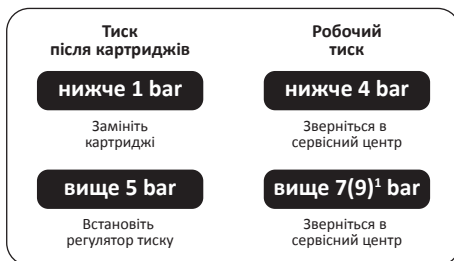 Тиск
після картриджів
нижче 1 bar
Замініть
картриджі
вище 5 bar
Встановіть
регулятор тиску
Робочий
тиск
нижче 4 bar
Зверніться в
сервісний центр
вище 7(9)¹ bar
Зверніться в
сервісний центр